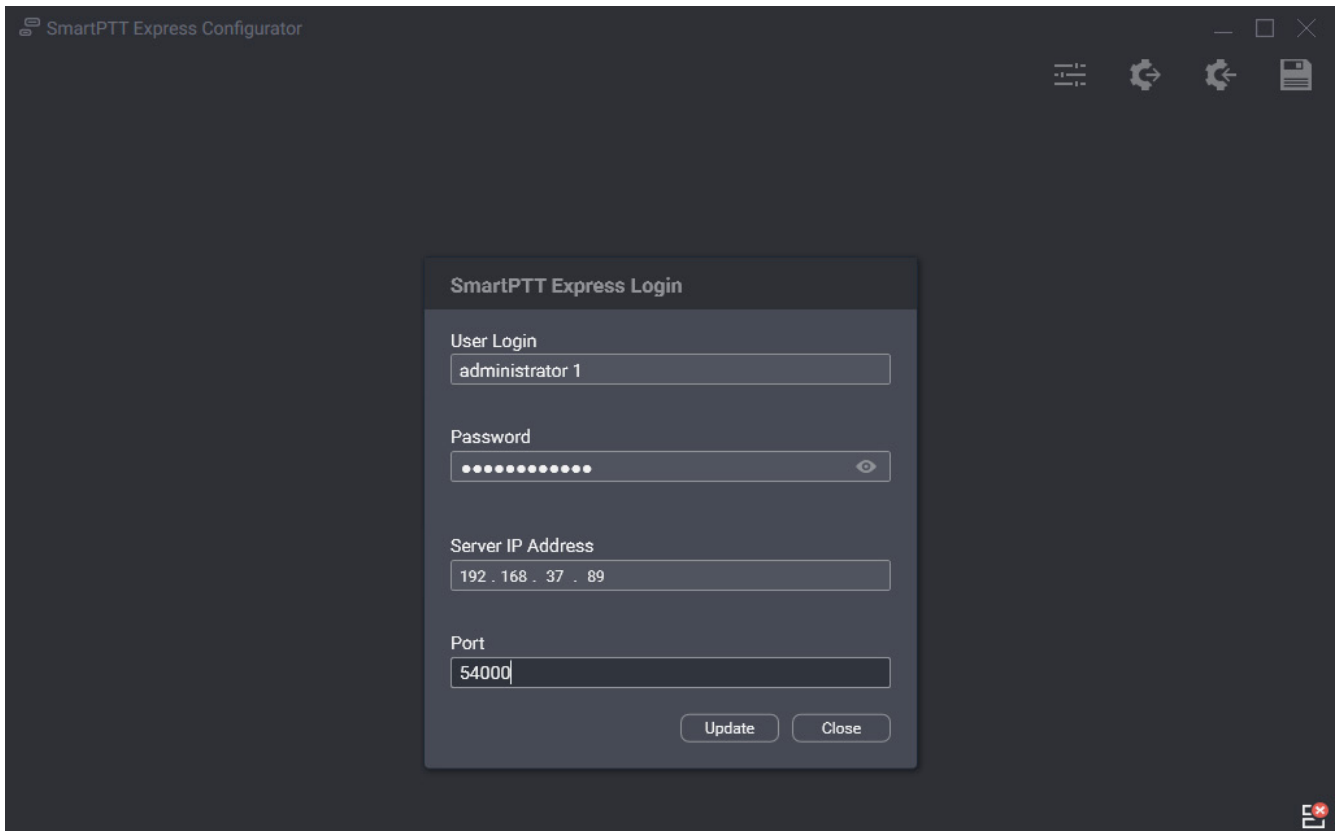 SmartPTT Express Configurator
SmartPTT Express Login
User Login
administrator 1
Password
••••••••••••
Server IP Address
192 . 168 . 37 . 89
Port
54000
Update Close